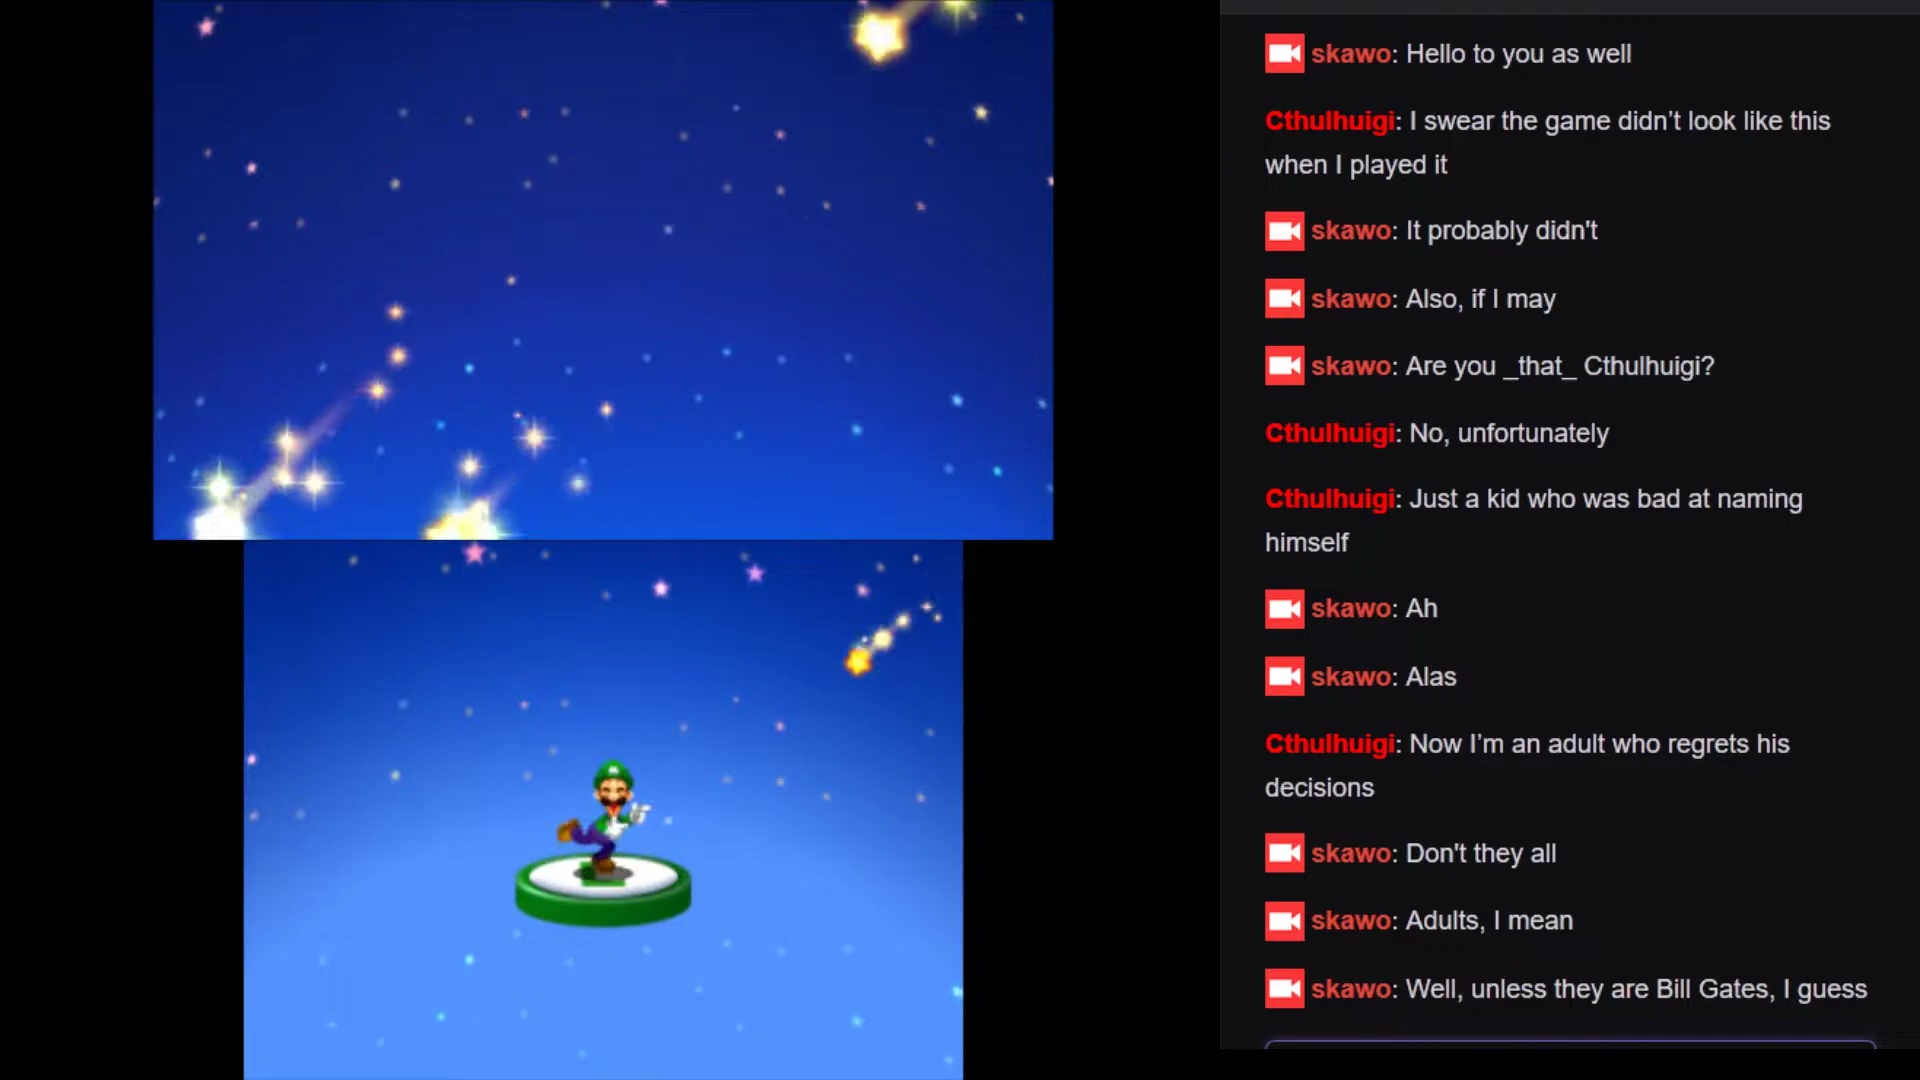 skawo: Hello to you as well
Cthulhuigi: I swear the game didn’t look like this
when I played it
skawo: It probably didn't
skawo: Also, if I may
skawo: Are you _that_ Cthulhuigi?
Cthulhuigi: No, unfortunately
Cthulhuigi: Just a kid who was bad at naming
himself
skawo: Ah
skawo: Alas
Cthulhuigi: Now I’m an adult who regrets his
decisions
skawo: Don't they all
skawo: Adults, I mean
skawo: Well, unless they are Bill Gates, I guess